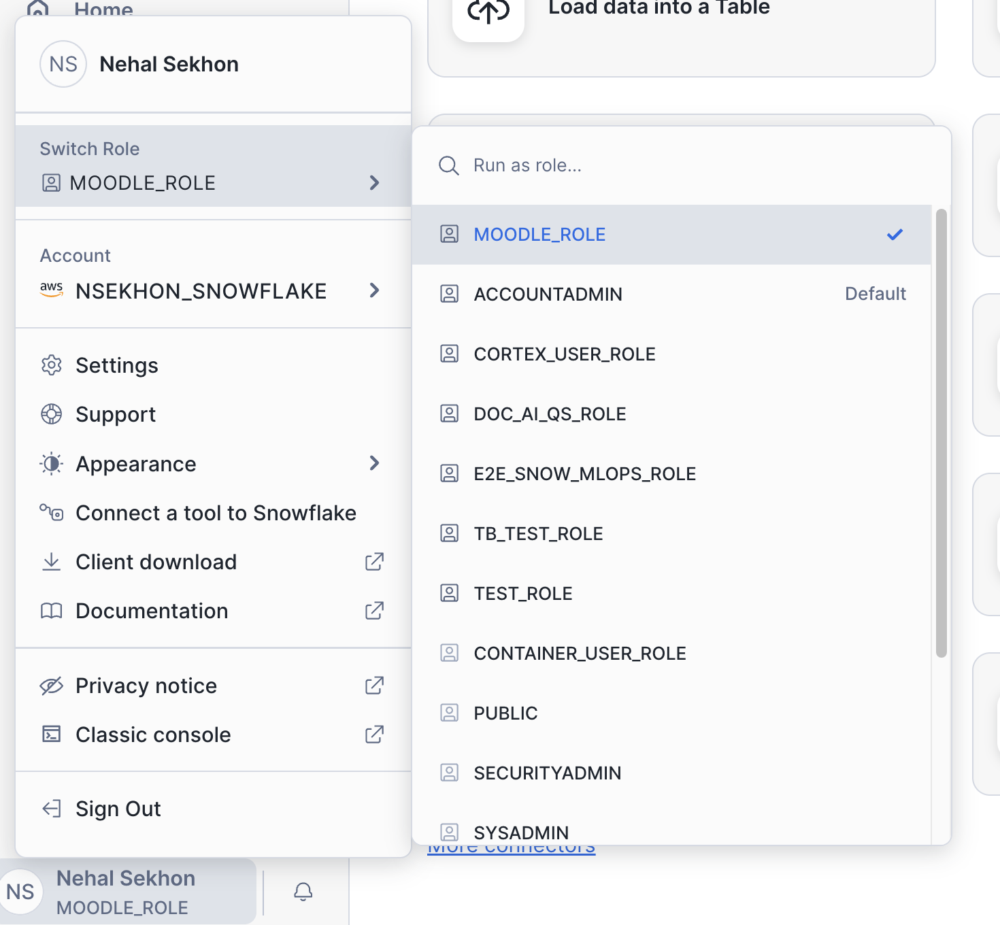 Home
Load data into a Table
NS
Nehal Sekhon
Switch Role
MOODLE_ROLE
Run as role...
MOODLE_ROLE
ACCOUNTADMIN
Default
CORTEX_USER_ROLE
DOC_AI_QS_ROLE
E2E_SNOW_MLOPS_ROLE
TB_TEST_ROLE
TEST_ROLE
CONTAINER_USER_ROLE
PUBLIC
SECURITYADMIN
SYSADMIN
Account
aws
NSEKHON_SNOWFLAKE
Settings
Support
Appearance
Connect a tool to Snowflake
Client download
Documentation
Privacy notice
Classic console
Sign Out
More connectors
NS
Nehal Sekhon
MOODLE_ROLE